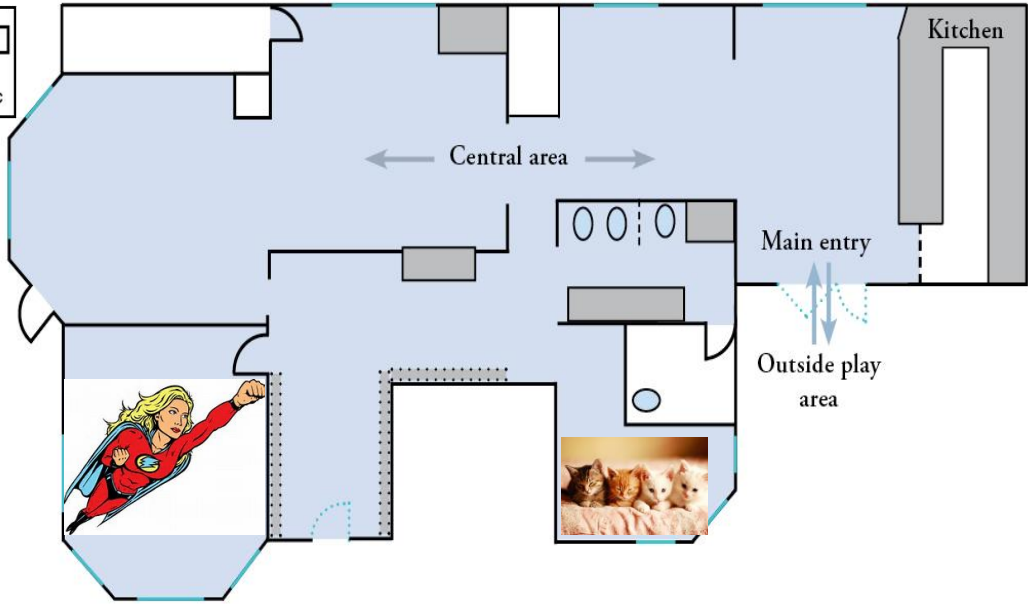 Kitchen
Central area
Main entry
Outside play
area